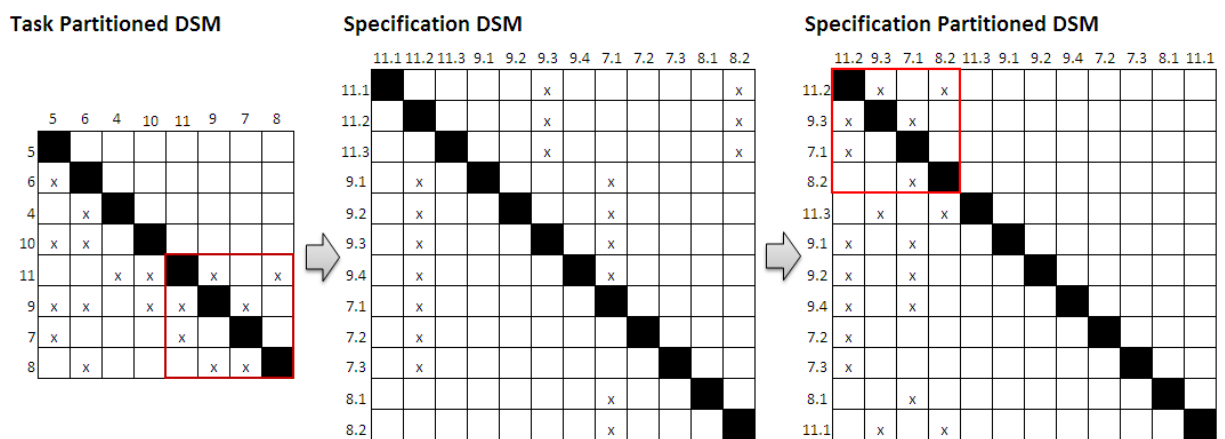 Task Partitioned DSM
5 6 4 10 11 9 7 8
5
6 x
4 x
10 x x
11 x x x x
9 x x x x x
7 x x
8 x x x
Specification DSM
11.1 11.2 11.3 9.1 9.2 9.3 9.4 7.1 7.2 7.3 8.1 8.2
11.1 x x
11.2 x x
11.3 x x
9.1 x x
9.2 x x
9.3 x x
9.4 x x
7.1 x
7.2 x
7.3 x
8.1 x
8.2 x
Specification Partitioned DSM
11.2 9.3 7.1 8.2 11.3 9.1 9.2 9.4 7.2 7.3 8.1 11.1
11.2 x x
9.3 x x
7.1 x
8.2 x
11.3 x x
9.1 x x
9.2 x x
9.4 x x
7.2 x
7.3 x
8.1 x
11.1 x x